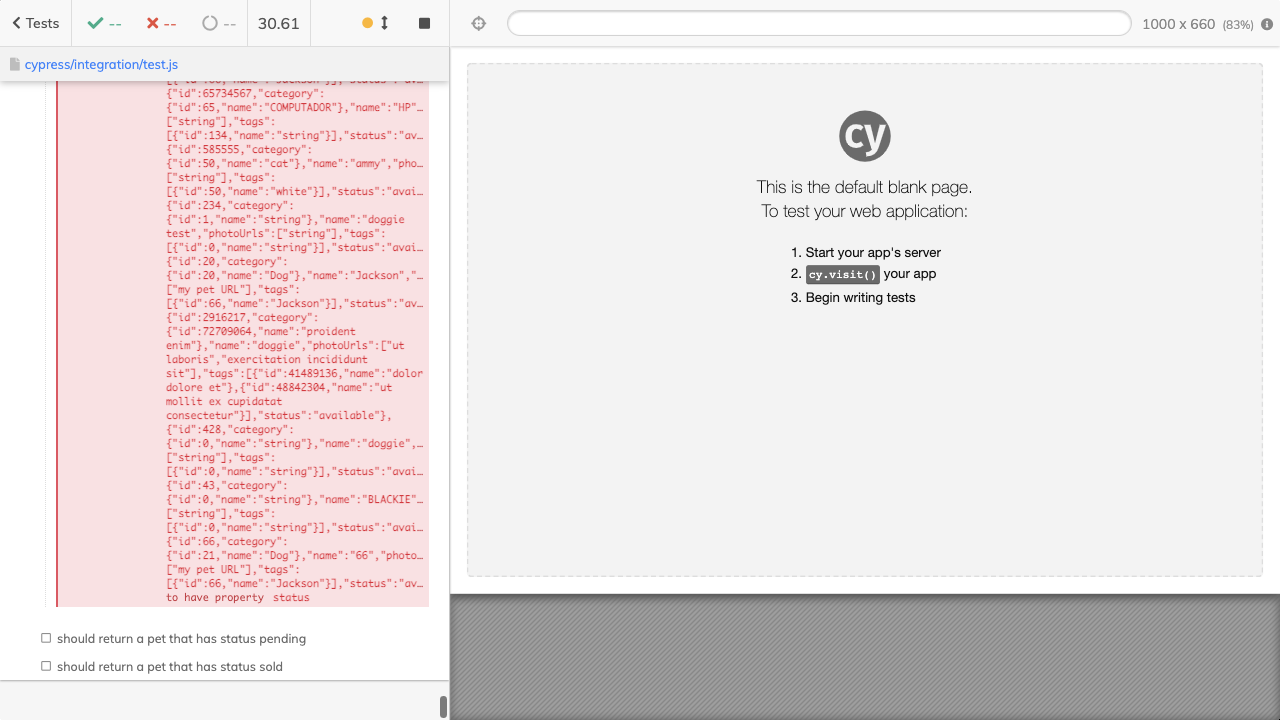 Tests
--
--
--
30.61
1000 x 660 (83%)
cypress/integration/test.js
{"id":65734567,"category":
{"id":65,"name":"COMPUTADOR"},"name":"HP"…
["string"],"tags":
[{"id":134,"name":"string"}],"status":"av…
{"id":585555,"category":
{"id":50,"name":"cat"},"name":"ammy","pho…
["string"],"tags":
[{"id":50,"name":"white"}],"status":"avai…
{"id":234,"category":
{"id":1,"name":"string"},"name":"doggie
test","photoUrls":["string"],"tags":
[{"id":0,"name":"string"}],"status":"avai…
{"id":20,"category":
{"id":20,"name":"Dog"},"name":"Jackson","…
["my pet URL"],"tags":
[{"id":66,"name":"Jackson"}],"status":"av…
{"id":2916217,"category":
{"id":72709064,"name":"proident
enim"},"name":"doggie","photoUrls":["ut
laboris","exercitation incididunt
sit"],"tags":[{"id":41489136,"name":"dolor
dolore et"},{"id":48842304,"name":"ut
mollit ex cupidatat
consectetur"}],"status":"available"},
{"id":428,"category":
{"id":0,"name":"string"},"name":"doggie",…
["string"],"tags":
[{"id":0,"name":"string"}],"status":"avai…
{"id":43,"category":
{"id":0,"name":"string"},"name":"BLACKIE"…
["string"],"tags":
[{"id":0,"name":"string"}],"status":"avai…
{"id":66,"category":
{"id":21,"name":"Dog"},"name":"66","photo…
["my pet URL"],"tags":
[{"id":66,"name":"Jackson"}],"status":"av…
to have property status
should return a pet that has status pending
should return a pet that has status sold
cy
This is the default blank page.
To test your web application:
1. Start your app's server
2. cy.visit() your app
3. Begin writing tests